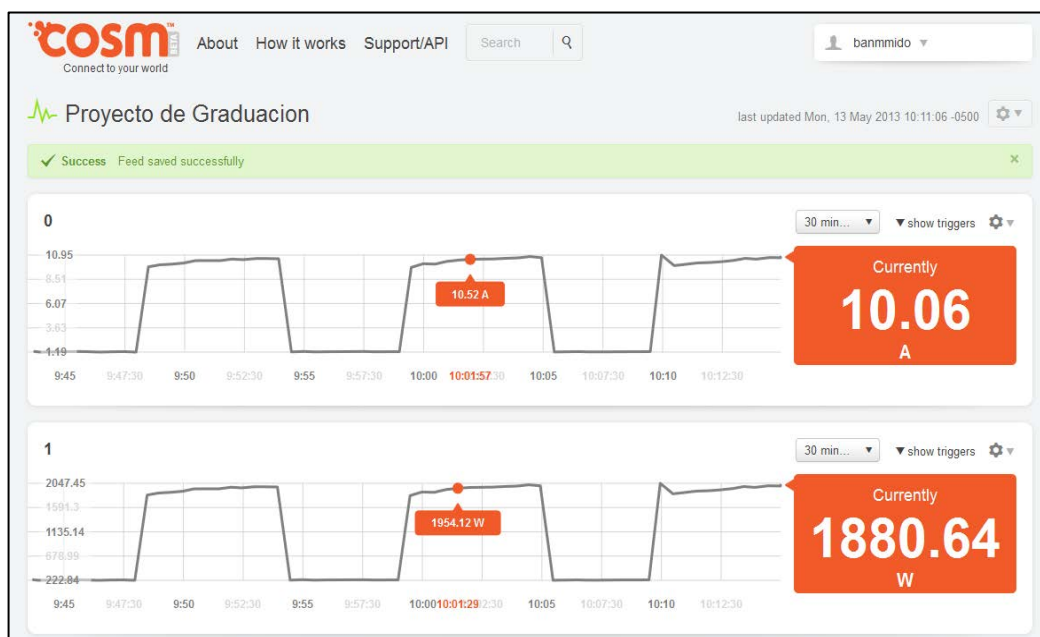 COSM™ BETA
Connect to your world
About How it works Support/API Search banmmido
Proyecto de Graduacion
last updated Mon, 13 May 2013 10:11:06 -0500
Success Feed saved successfully ×
0
30 min... show triggers
10.95
8.51
6.07
3.63
1.19
10.52 A
9:45 9:47:30 9:50 9:52:30 9:55 9:57:30 10:00 10:01:57 :30 10:05 10:07:30 10:10 10:12:30
Currently
10.06
A
1
30 min... show triggers
2047.45
1591.3
1135.14
678.99
222.84
1954.12 W
9:45 9:47:30 9:50 9:52:30 9:55 9:57:30 10:00 10:01:29 02:30 10:05 10:07:30 10:10 10:12:30
Currently
1880.64
W